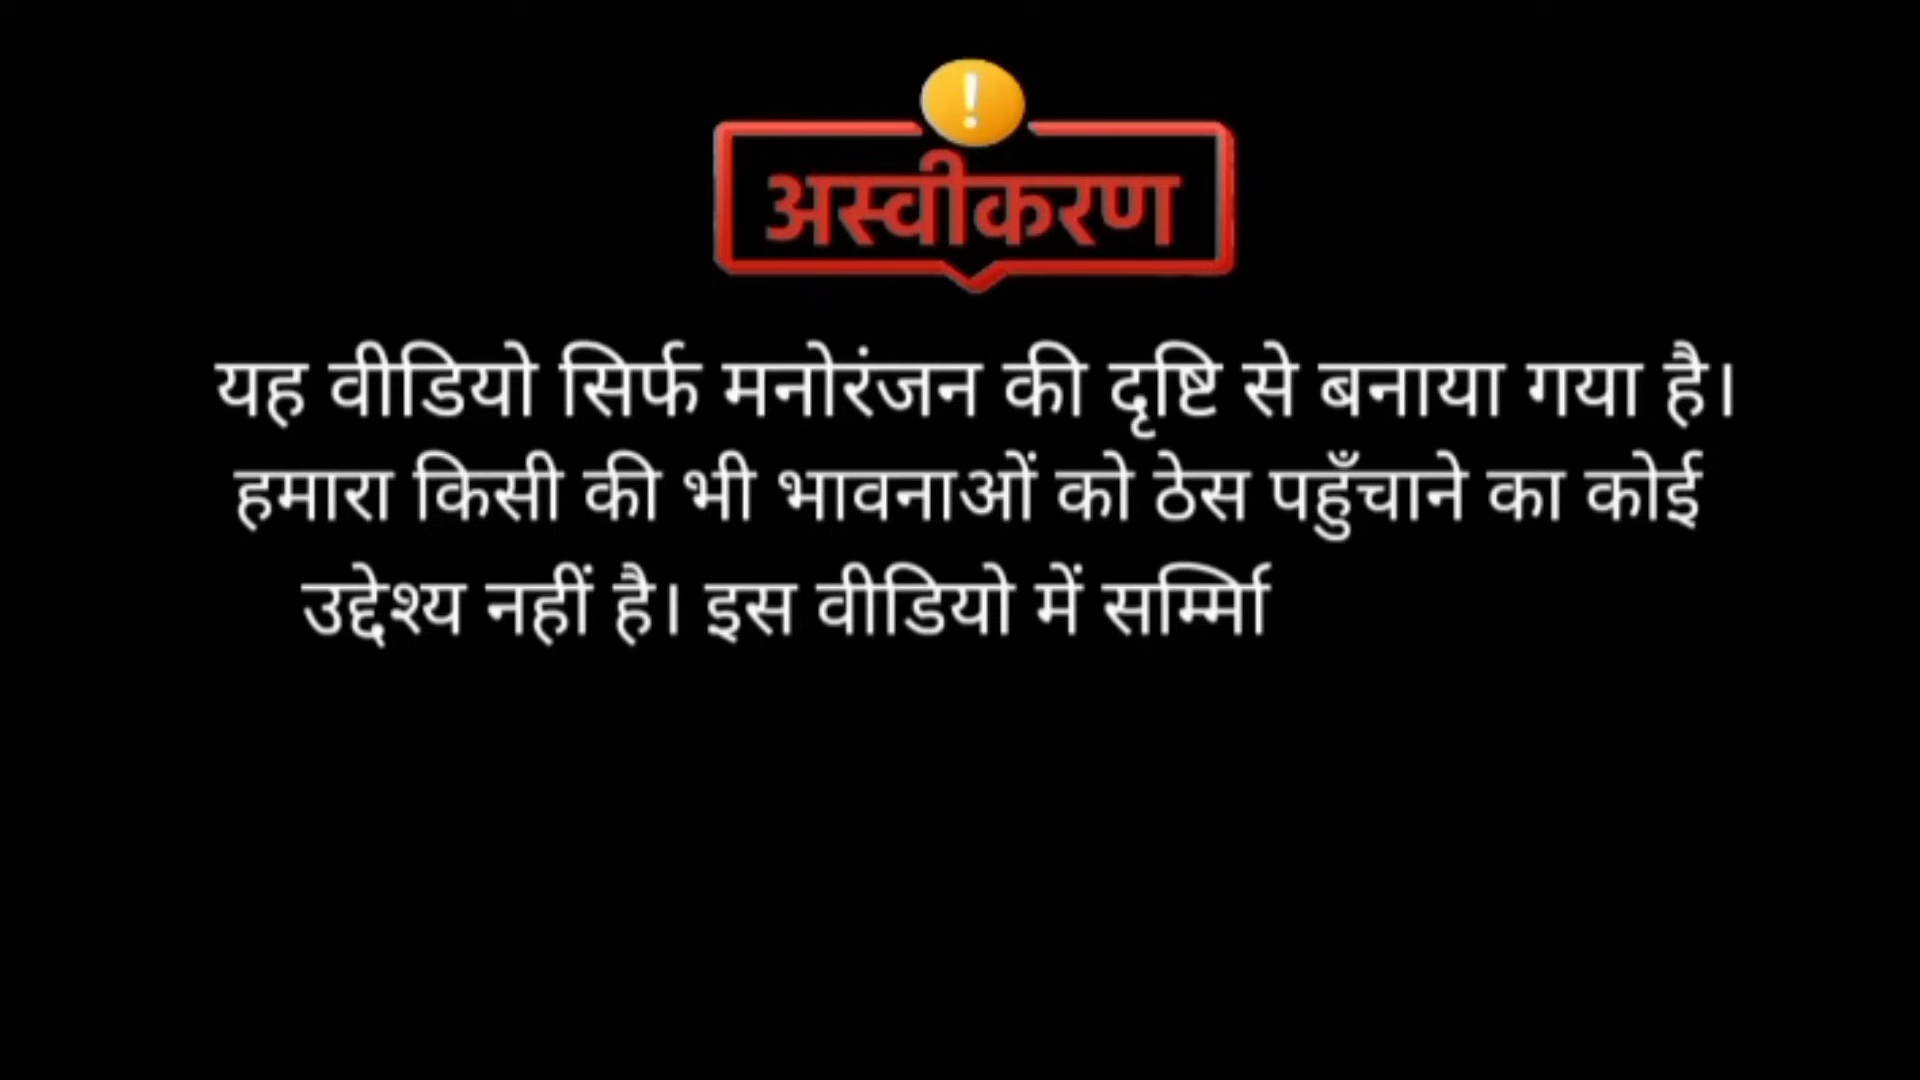 !
अस्वीकरण
यह वीडियो सिर्फ मनोरंजन की दृष्टि से बनाया गया है।
हमारा किसी की भी भावनाओं को ठेस पहुँचाने का कोई
उद्देश्य नहीं है। इस वीडियो में